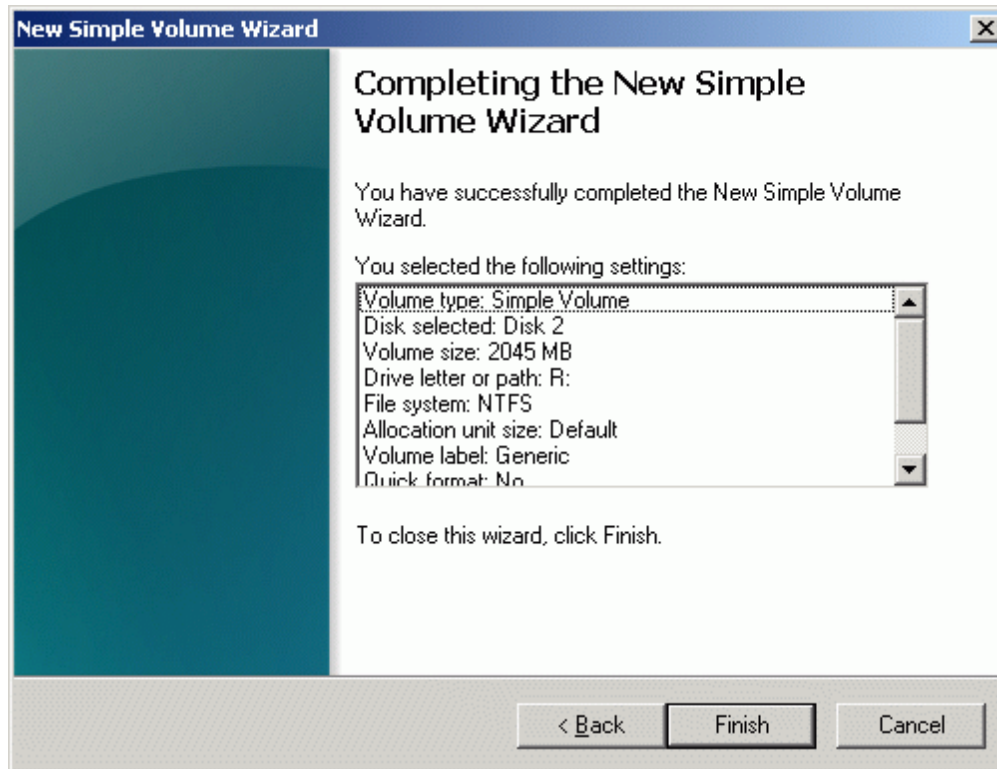 New Simple Volume Wizard
Completing the New Simple
Volume Wizard
You have successfully completed the New Simple Volume
Wizard.
You selected the following settings:
Volume type: Simple Volume
Disk selected: Disk 2
Volume size: 2045 MB
Drive letter or path: R:
File system: NTFS
Allocation unit size: Default
Volume label: Generic
Quick format: No
To close this wizard, click Finish.
< Back
Finish
Cancel